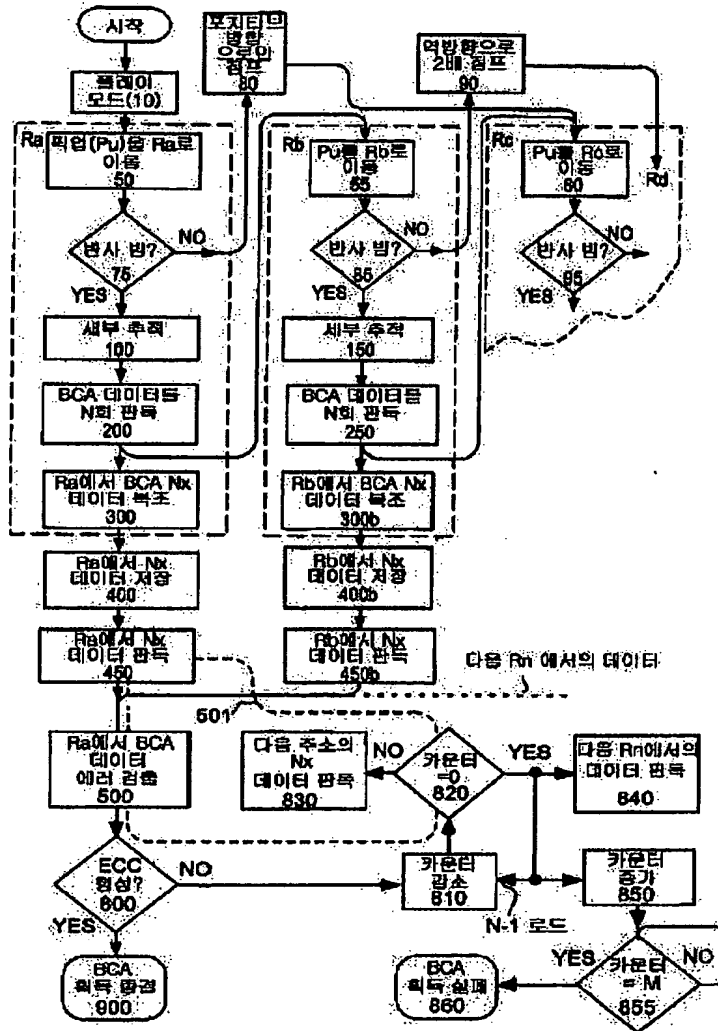 시작
플레이
모드(10)
포지티브
방향
으로의
점프
80
역방향으로
2배 점프
90
Ra
픽업(Pu)을 Ra로
이동
50
Rb
Pu를 Rb로
이동
55
Rc
Pu를 Rc로
이동
60
Rd
반사 빔?
75
NO
YES
반사 빔?
85
NO
YES
반사 빔?
95
NO
YES
세부 추적
100
세부 추적
150
BCA 데이터를
N회 판독
200
BCA 데이터를
N회 판독
250
Ra에서 BCA Nx
데이터 복조
300
Rb에서 BCA Nx
데이터 복조
300b
Ra에서 Nx
데이터 저장
400
Rb에서 Nx
데이터 저장
400b
Ra에서 Nx
데이터 판독
450
Rb에서 Nx
데이터 판독
450b
다음 Rn 에서의 데이터
501
Ra에서 BCA
데이터
에러 검출
500
다음 주소의
Nx
데이터 판독
830
NO
카운터
=0
820
YES
다음 Rn에서의
데이터 판독
840
ECC
형성?
600
NO
YES
카운터
감소
810
N-1 로드
카운터
증가
850
BCA
획득 완결
900
BCA
획득 실패
860
YES
카운터
= M
855
NO